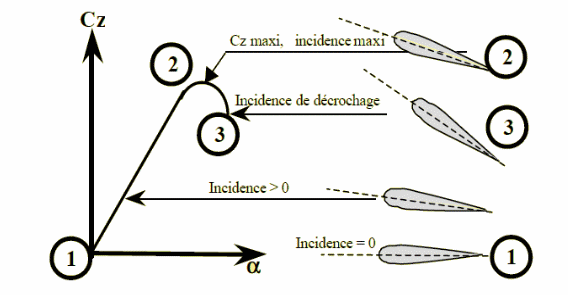 Cz
Cz maxi, incidence maxi
2
2
Incidence de décrochage
3
3
Incidence > 0
Incidence = 0
1
1
α